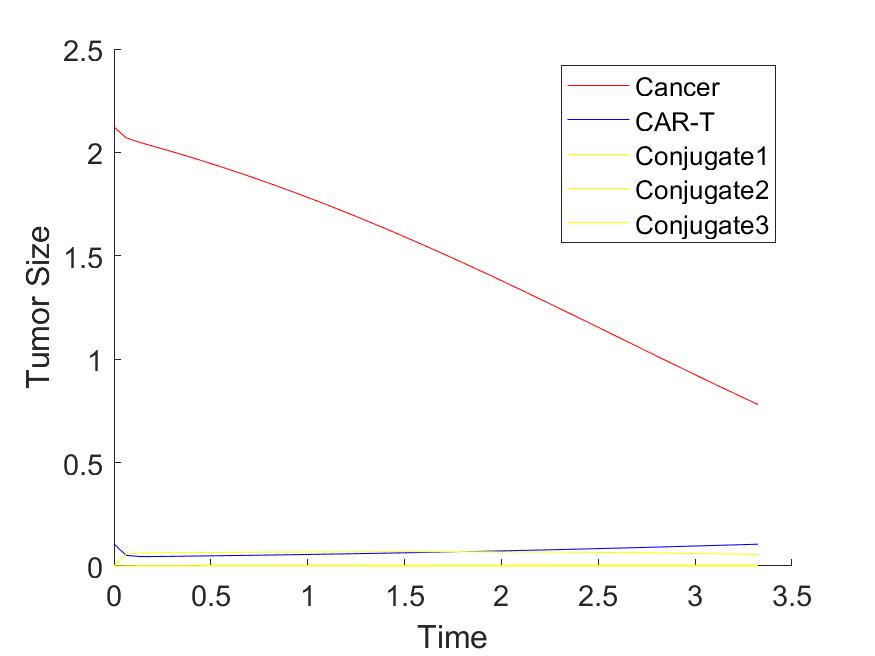 2.5
2
1.5
1
0.5
0
Tumor Size
Cancer
CAR-T
Conjugate1
Conjugate2
Conjugate3
0 0.5 1 1.5 2 2.5 3 3.5
Time